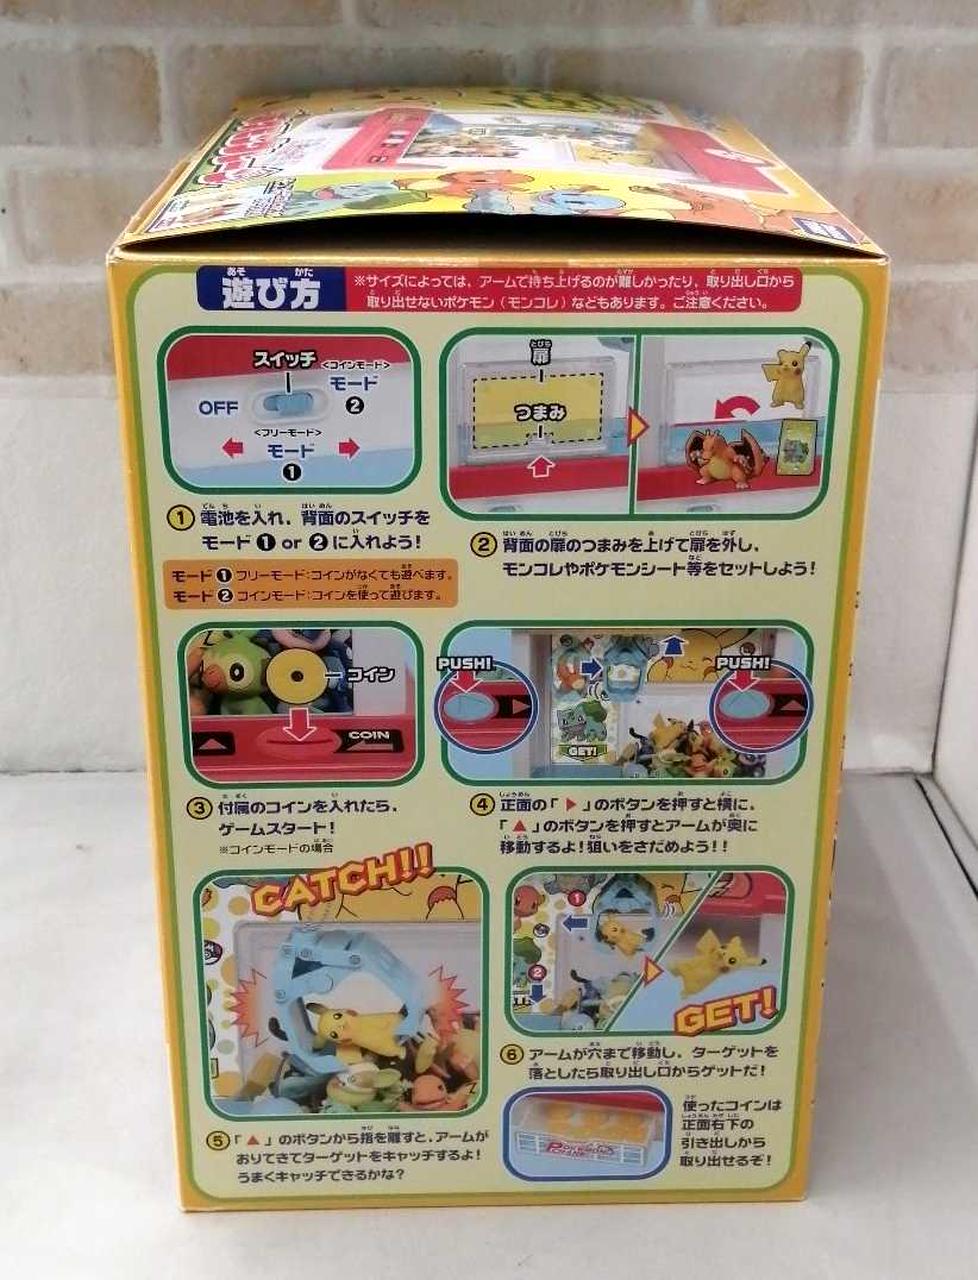 遊び方
※サイズによっては、アームで持ち上げるのが難しかったり、取り出し口から
取り出せないポケモン（モンコレ）などもあります。ご注意ください。
スイッチ
<コインモード>
モード
❷
OFF
<フリーモード>
モード
❶
① 電池を入れ、背面のスイッチを
モード ❶ or ❷ に入れよう!
モード ❶ フリーモード:コインがなくても遊べます。
モード ❷ コインモード:コインを使って遊びます。
扉
つまみ
② 背面の扉のつまみを上げて扉を外し、
モンコレやポケモンシート等をセットしよう!
コイン
COIN
③ 付属のコインを入れたら、
ゲームスタート!
※コインモードの場合
PUSH!
PUSH!
GET!
④ 正面の「▶」のボタンを押すと横に、
「▲」のボタンを押すとアームが奥に
移動するよ!狙いをさだめよう!!
CATCH!!
⑤ 「▲」のボタンから指を離すと、アームが
おりてきてターゲットをキャッチするよ!
うまくキャッチできるかな?
1
2
GET!
⑥ アームが穴まで移動し、ターゲットを
落としたら取り出し口からゲットだ!
使ったコインは
正面右下の
引き出しから
取り出せるぞ!